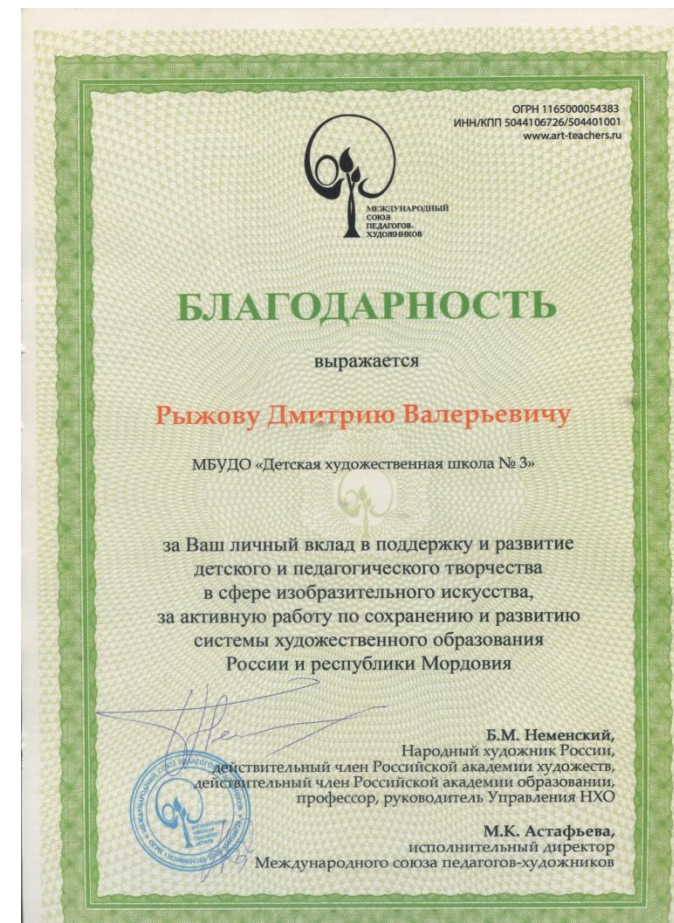 ОГРН 1165000054383
ИНН/КПП 5044106726/504401001
www.art-teachers.ru
МЕЖДУНАРОДНЫЙ
СОЮЗ
ПЕДАГОГОВ-
ХУДОЖНИКОВ
БЛАГОДАРНОСТЬ
выражается
Рыжову Дмитрию Валерьевичу
МБУДО «Детская художественная школа № 3»
за Ваш личный вклад в поддержку и развитие
детского и педагогического творчества
в сфере изобразительного искусства,
за активную работу по сохранению и развитию
системы художественного образования
России и республики Мордовия
Б.М. Неменский,
Народный художник России,
действительный член Российской академии художеств,
действительный член Российской академии образовании,
профессор, руководитель Управления НХО
М.К. Астафьева,
исполнительный директор
Международного союза педагогов-художников